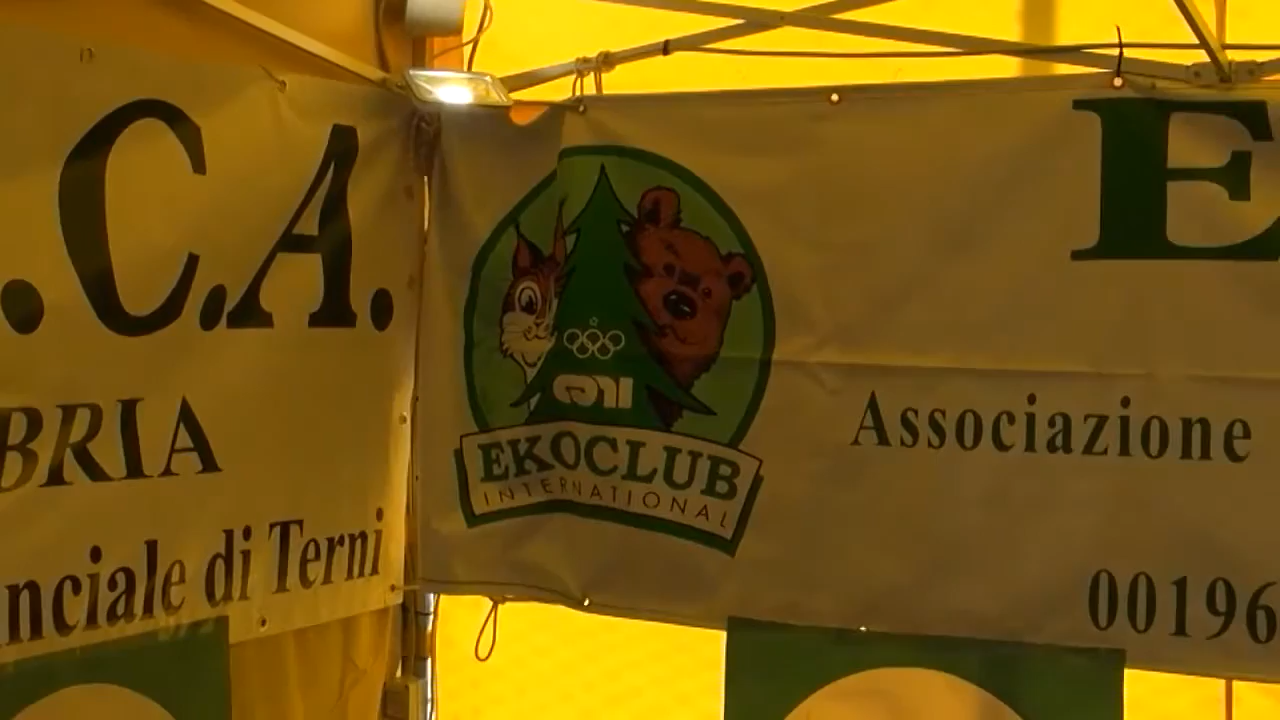 .C.A.
BRIA
nciale di Terni
EKOCLUB
INTERNATIONAL
E
Associazione
00196